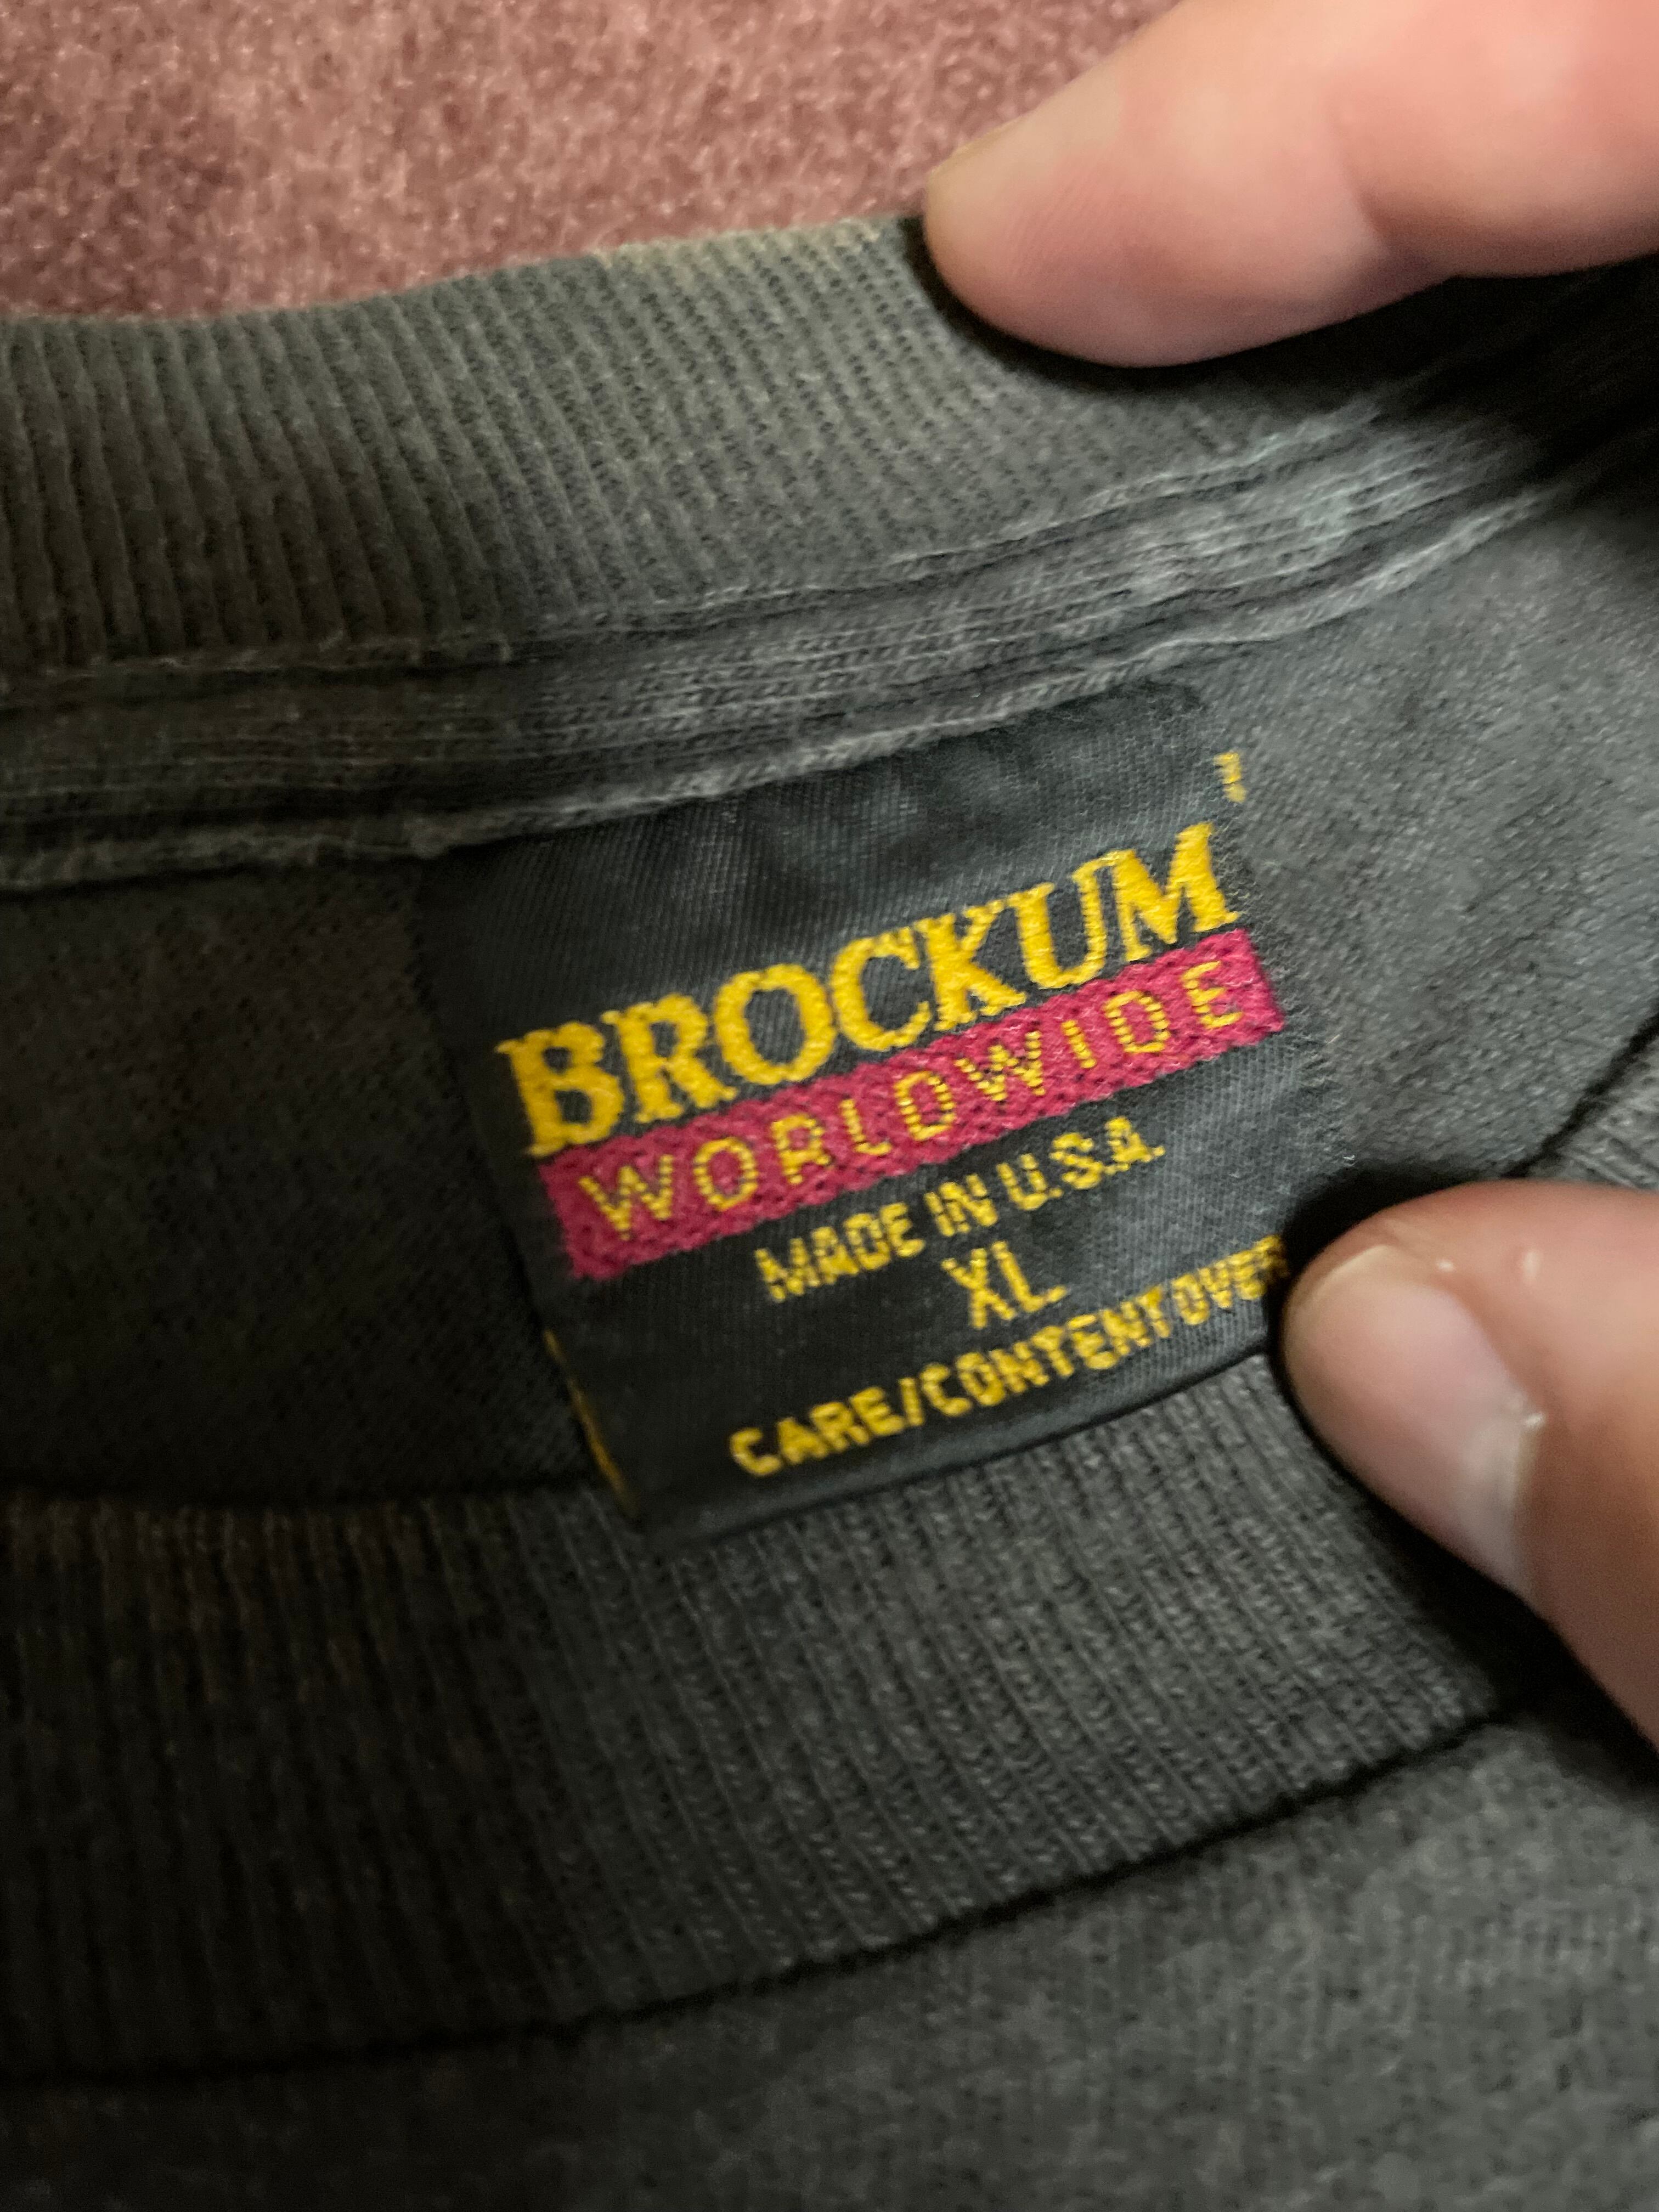 BROCKUM
WORLDWIDE
MADE IN U.S.A.
XL
CARE/CONTENT OVER